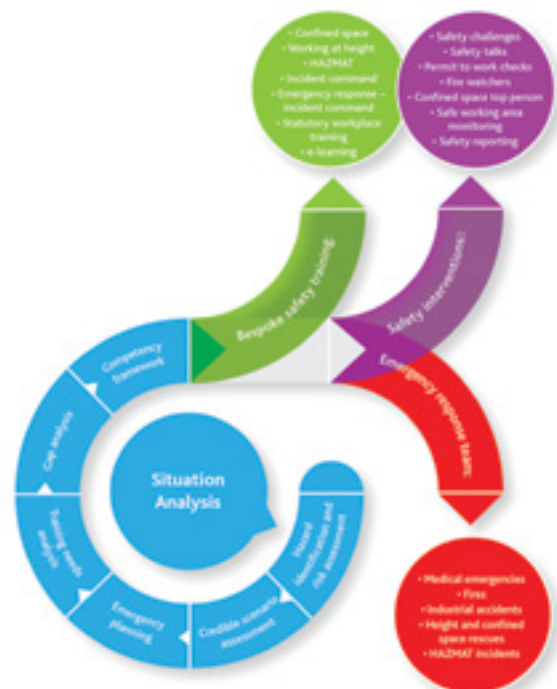 • Confined space
• Working at height
• HAZMAT
• Incident command
• Emergency response –
incident command
• Statutory workplace
training
• e-learning
• Safety challenges
• Safety talks
• Permit to work checks
• Fire watchers
• Confined space top person
• Safe working area
monitoring
• Safety reporting
Bespoke safety training:
Safety interventions:
Emergency response team:
Competency
framework
Gap analysis
Training needs
analysis
Emergency
planning
Credible scenario
assessment
Hazard
identification and
risk assessment
Situation
Analysis
• Medical emergencies
• Fires
• Industrial accidents
• Height and confined
space rescues
• HAZMAT incidents